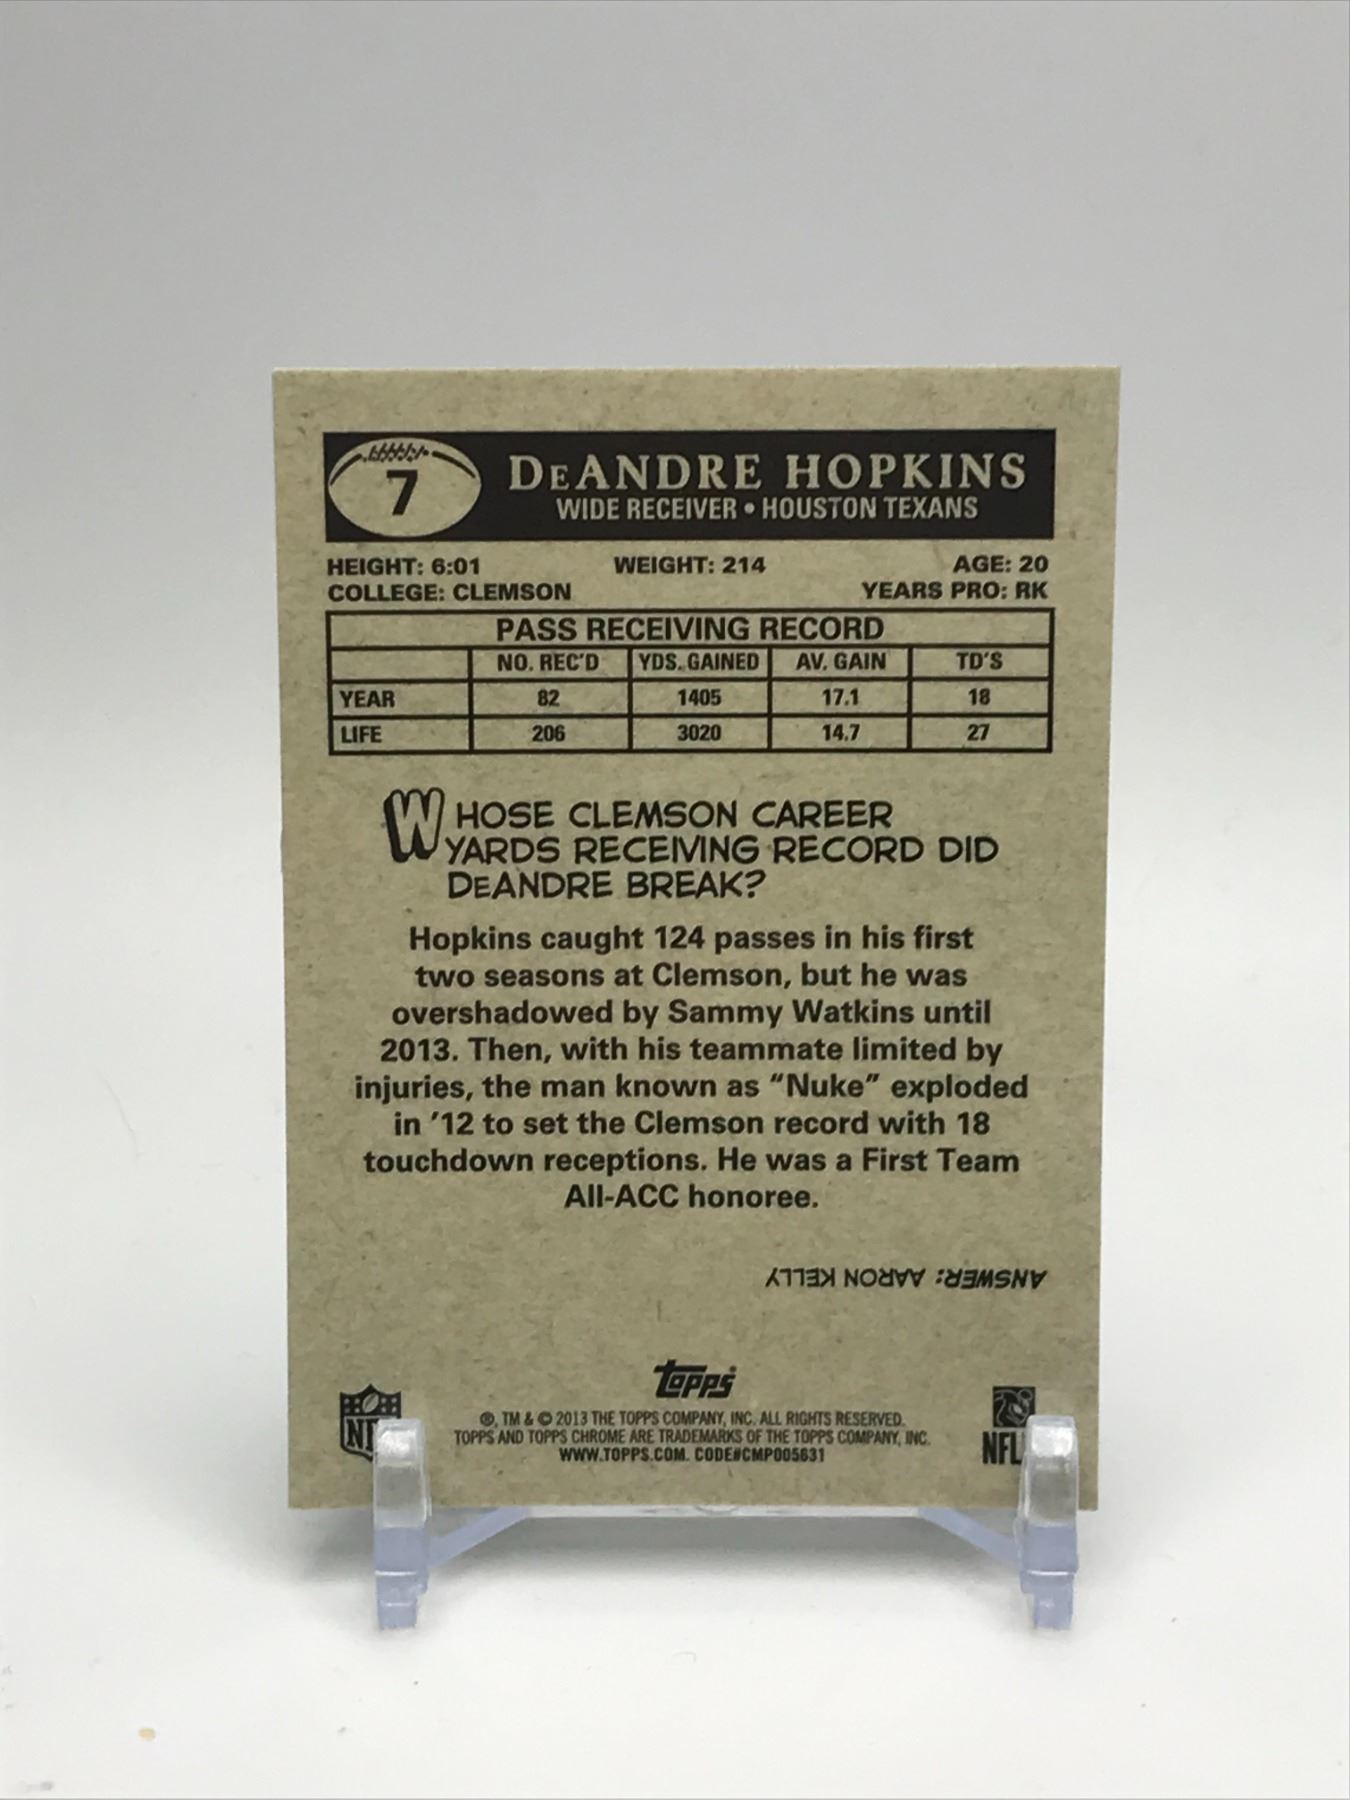 7
DeANDRE HOPKINS
WIDE RECEIVER • HOUSTON TEXANS
HEIGHT: 6:01 WEIGHT: 214 AGE: 20
COLLEGE: CLEMSON YEARS PRO: RK
PASS RECEIVING RECORD
NO. REC'D YDS. GAINED AV. GAIN TD'S
YEAR 82 1405 17.1 18
LIFE 206 3020 14.7 27
WHOSE CLEMSON CAREER
YARDS RECEIVING RECORD DID
DeANDRE BREAK?
Hopkins caught 124 passes in his first
two seasons at Clemson, but he was
overshadowed by Sammy Watkins until
2013. Then, with his teammate limited by
injuries, the man known as "Nuke" exploded
in '12 to set the Clemson record with 18
touchdown receptions. He was a First Team
All-ACC honoree.
ANSWER: AARON KELLY
topps
®, TM & © 2013 THE TOPPS COMPANY, INC. ALL RIGHTS RESERVED.
TOPPS AND TOPPS CHROME ARE TRADEMARKS OF THE TOPPS COMPANY, INC.
WWW.TOPPS.COM. CODE#CMP005631
NFL